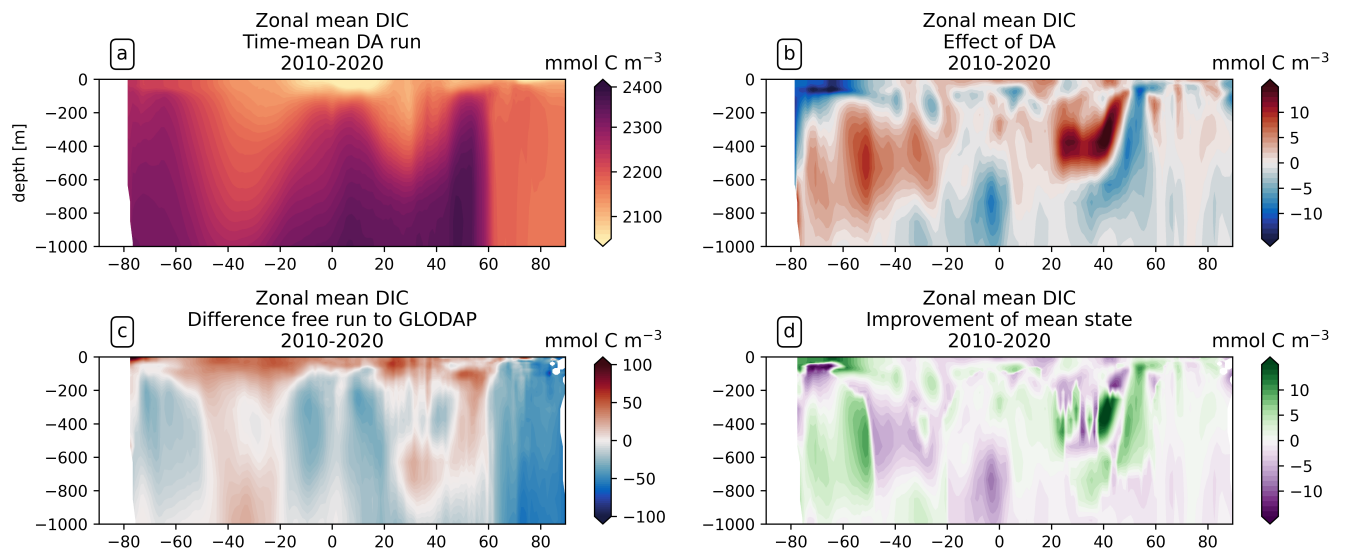 Zonal mean DIC
Time-mean DA run
2010-2020
a
mmol C m⁻³
depth [m]
0
−200
−400
−600
−800
−1000
−80 −60 −40 −20 0 20 40 60 80
2400
2300
2200
2100
Zonal mean DIC
Effect of DA
2010-2020
b
mmol C m⁻³
0
−200
−400
−600
−800
−1000
−80 −60 −40 −20 0 20 40 60 80
10
5
0
−5
−10
Zonal mean DIC
Difference free run to GLODAP
2010-2020
c
mmol C m⁻³
0
−200
−400
−600
−800
−1000
−80 −60 −40 −20 0 20 40 60 80
100
50
0
−50
−100
Zonal mean DIC
Improvement of mean state
2010-2020
d
mmol C m⁻³
0
−200
−400
−600
−800
−1000
−80 −60 −40 −20 0 20 40 60 80
10
5
0
−5
−10